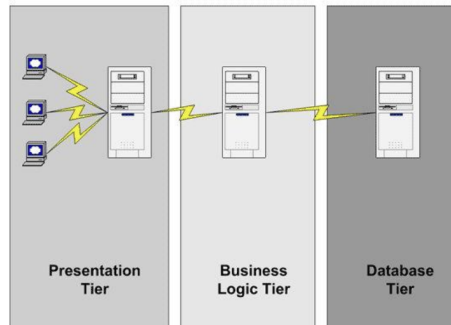 Presentation
Tier
Business
Logic Tier
Database
Tier